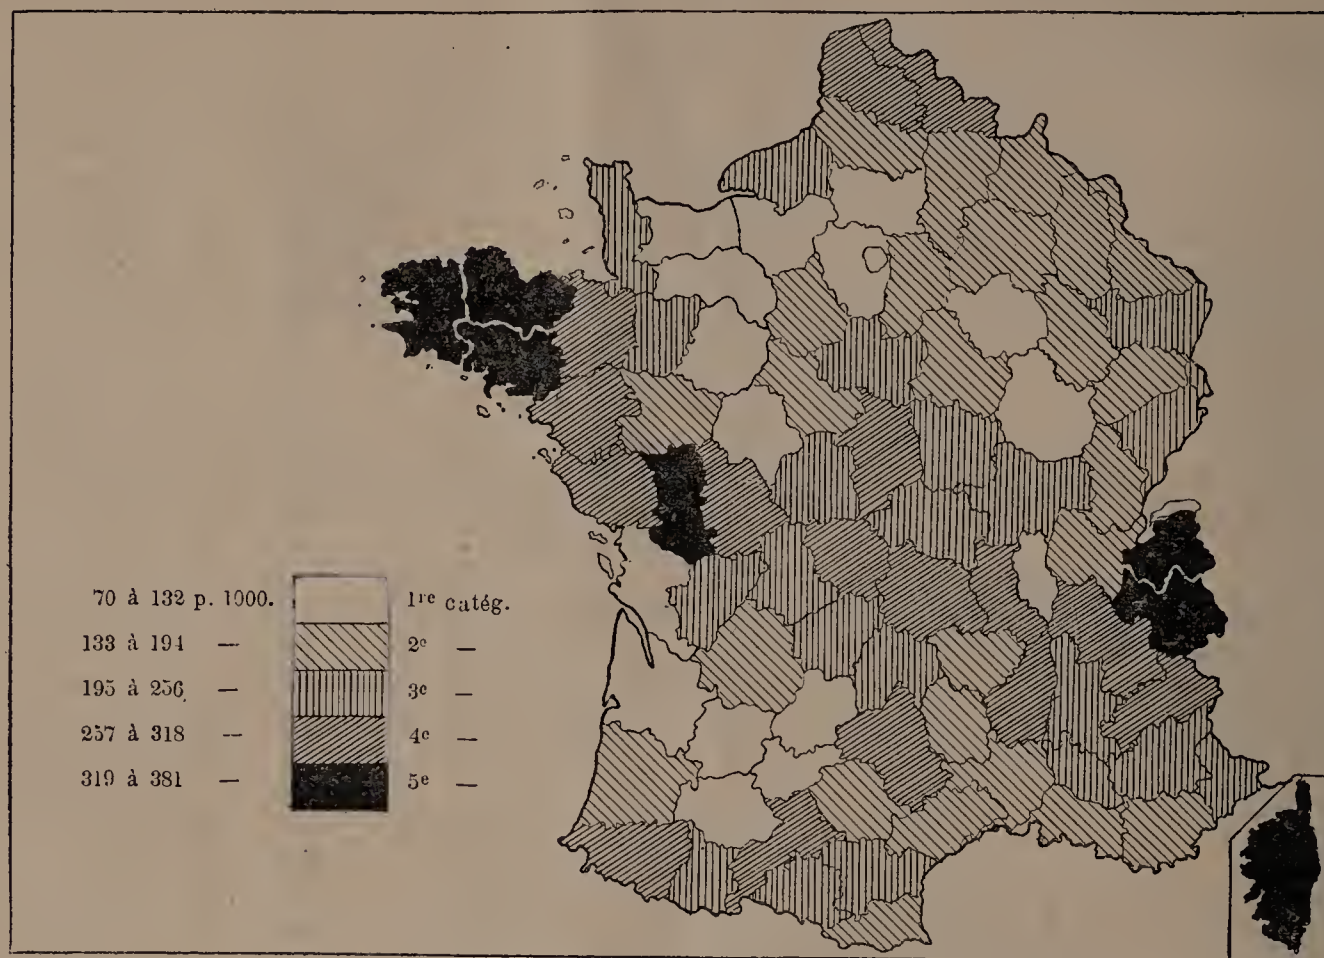 70 à 132 p. 1000. 1re catég.
133 à 194 — 2e —
195 à 256 — 3e —
257 à 318 — 4e —
319 à 381 — 5e —